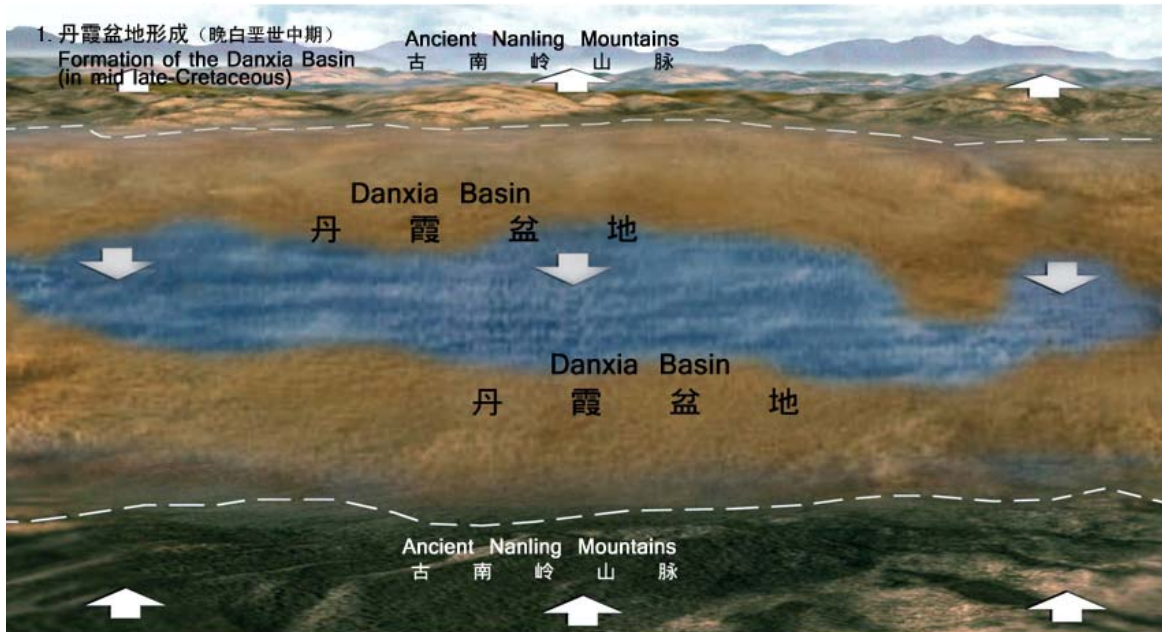 1. 丹霞盆地形成（晚白垩世中期）
Formation of the Danxia Basin
(in mid late-Cretaceous)
Ancient Nanling Mountains
古南岭山脉
Danxia Basin
丹霞盆地
Danxia Basin
丹霞盆地
Ancient Nanling Mountains
古南岭山脉